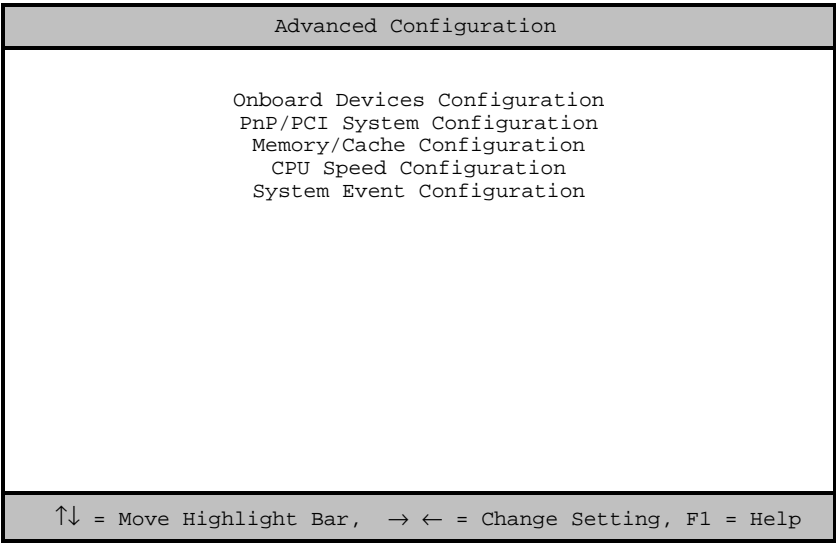 Advanced Configuration
Onboard Devices Configuration
PnP/PCI System Configuration
Memory/Cache Configuration
CPU Speed Configuration
System Event Configuration
↑↓ = Move Highlight Bar, → ← = Change Setting, F1 = Help